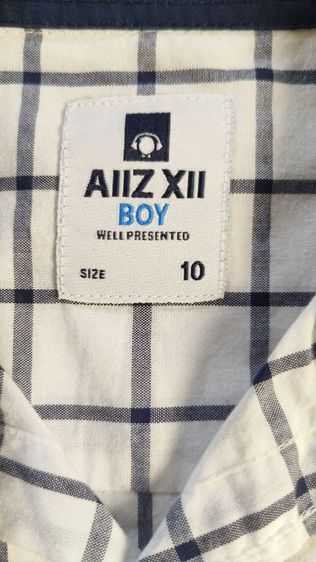 AIIZ XII
BOY
WELL PRESENTED
SIZE 10